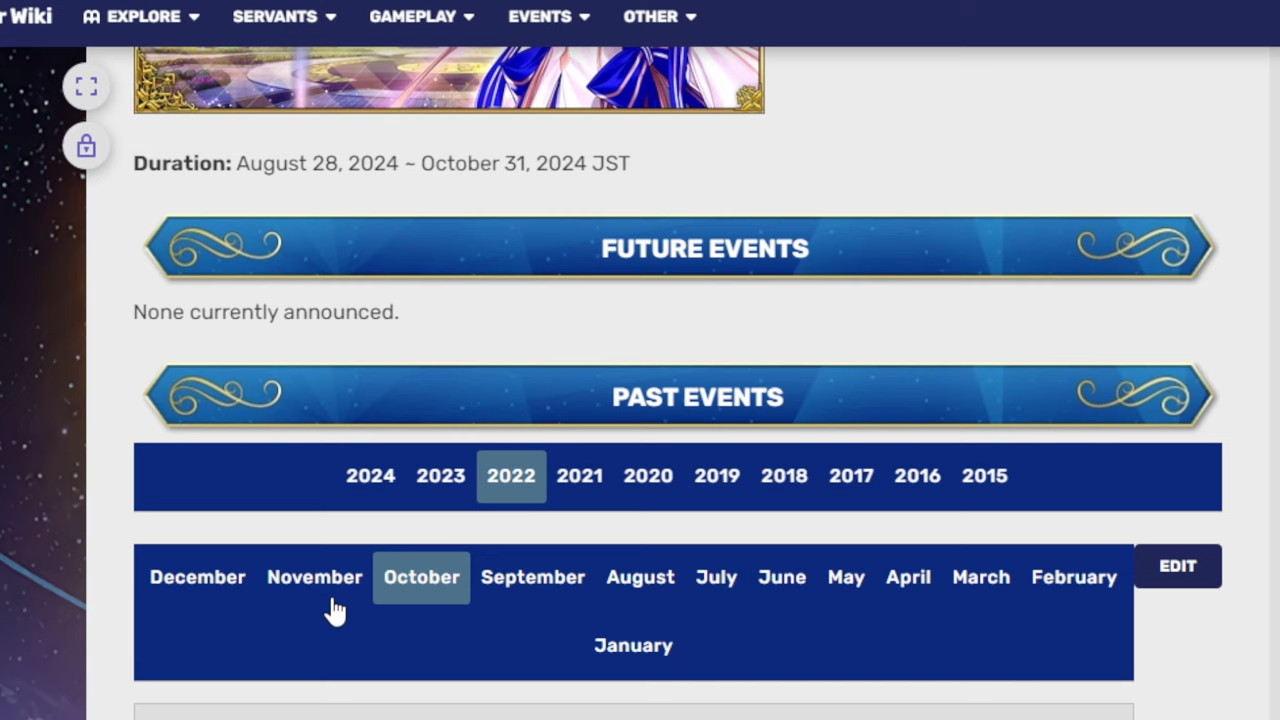 r Wiki EXPLORE SERVANTS GAMEPLAY EVENTS OTHER
Duration: August 28, 2024 ~ October 31, 2024 JST
FUTURE EVENTS
None currently announced.
PAST EVENTS
2024 2023 2022 2021 2020 2019 2018 2017 2016 2015
December November October September August July June May April March February
EDIT
January